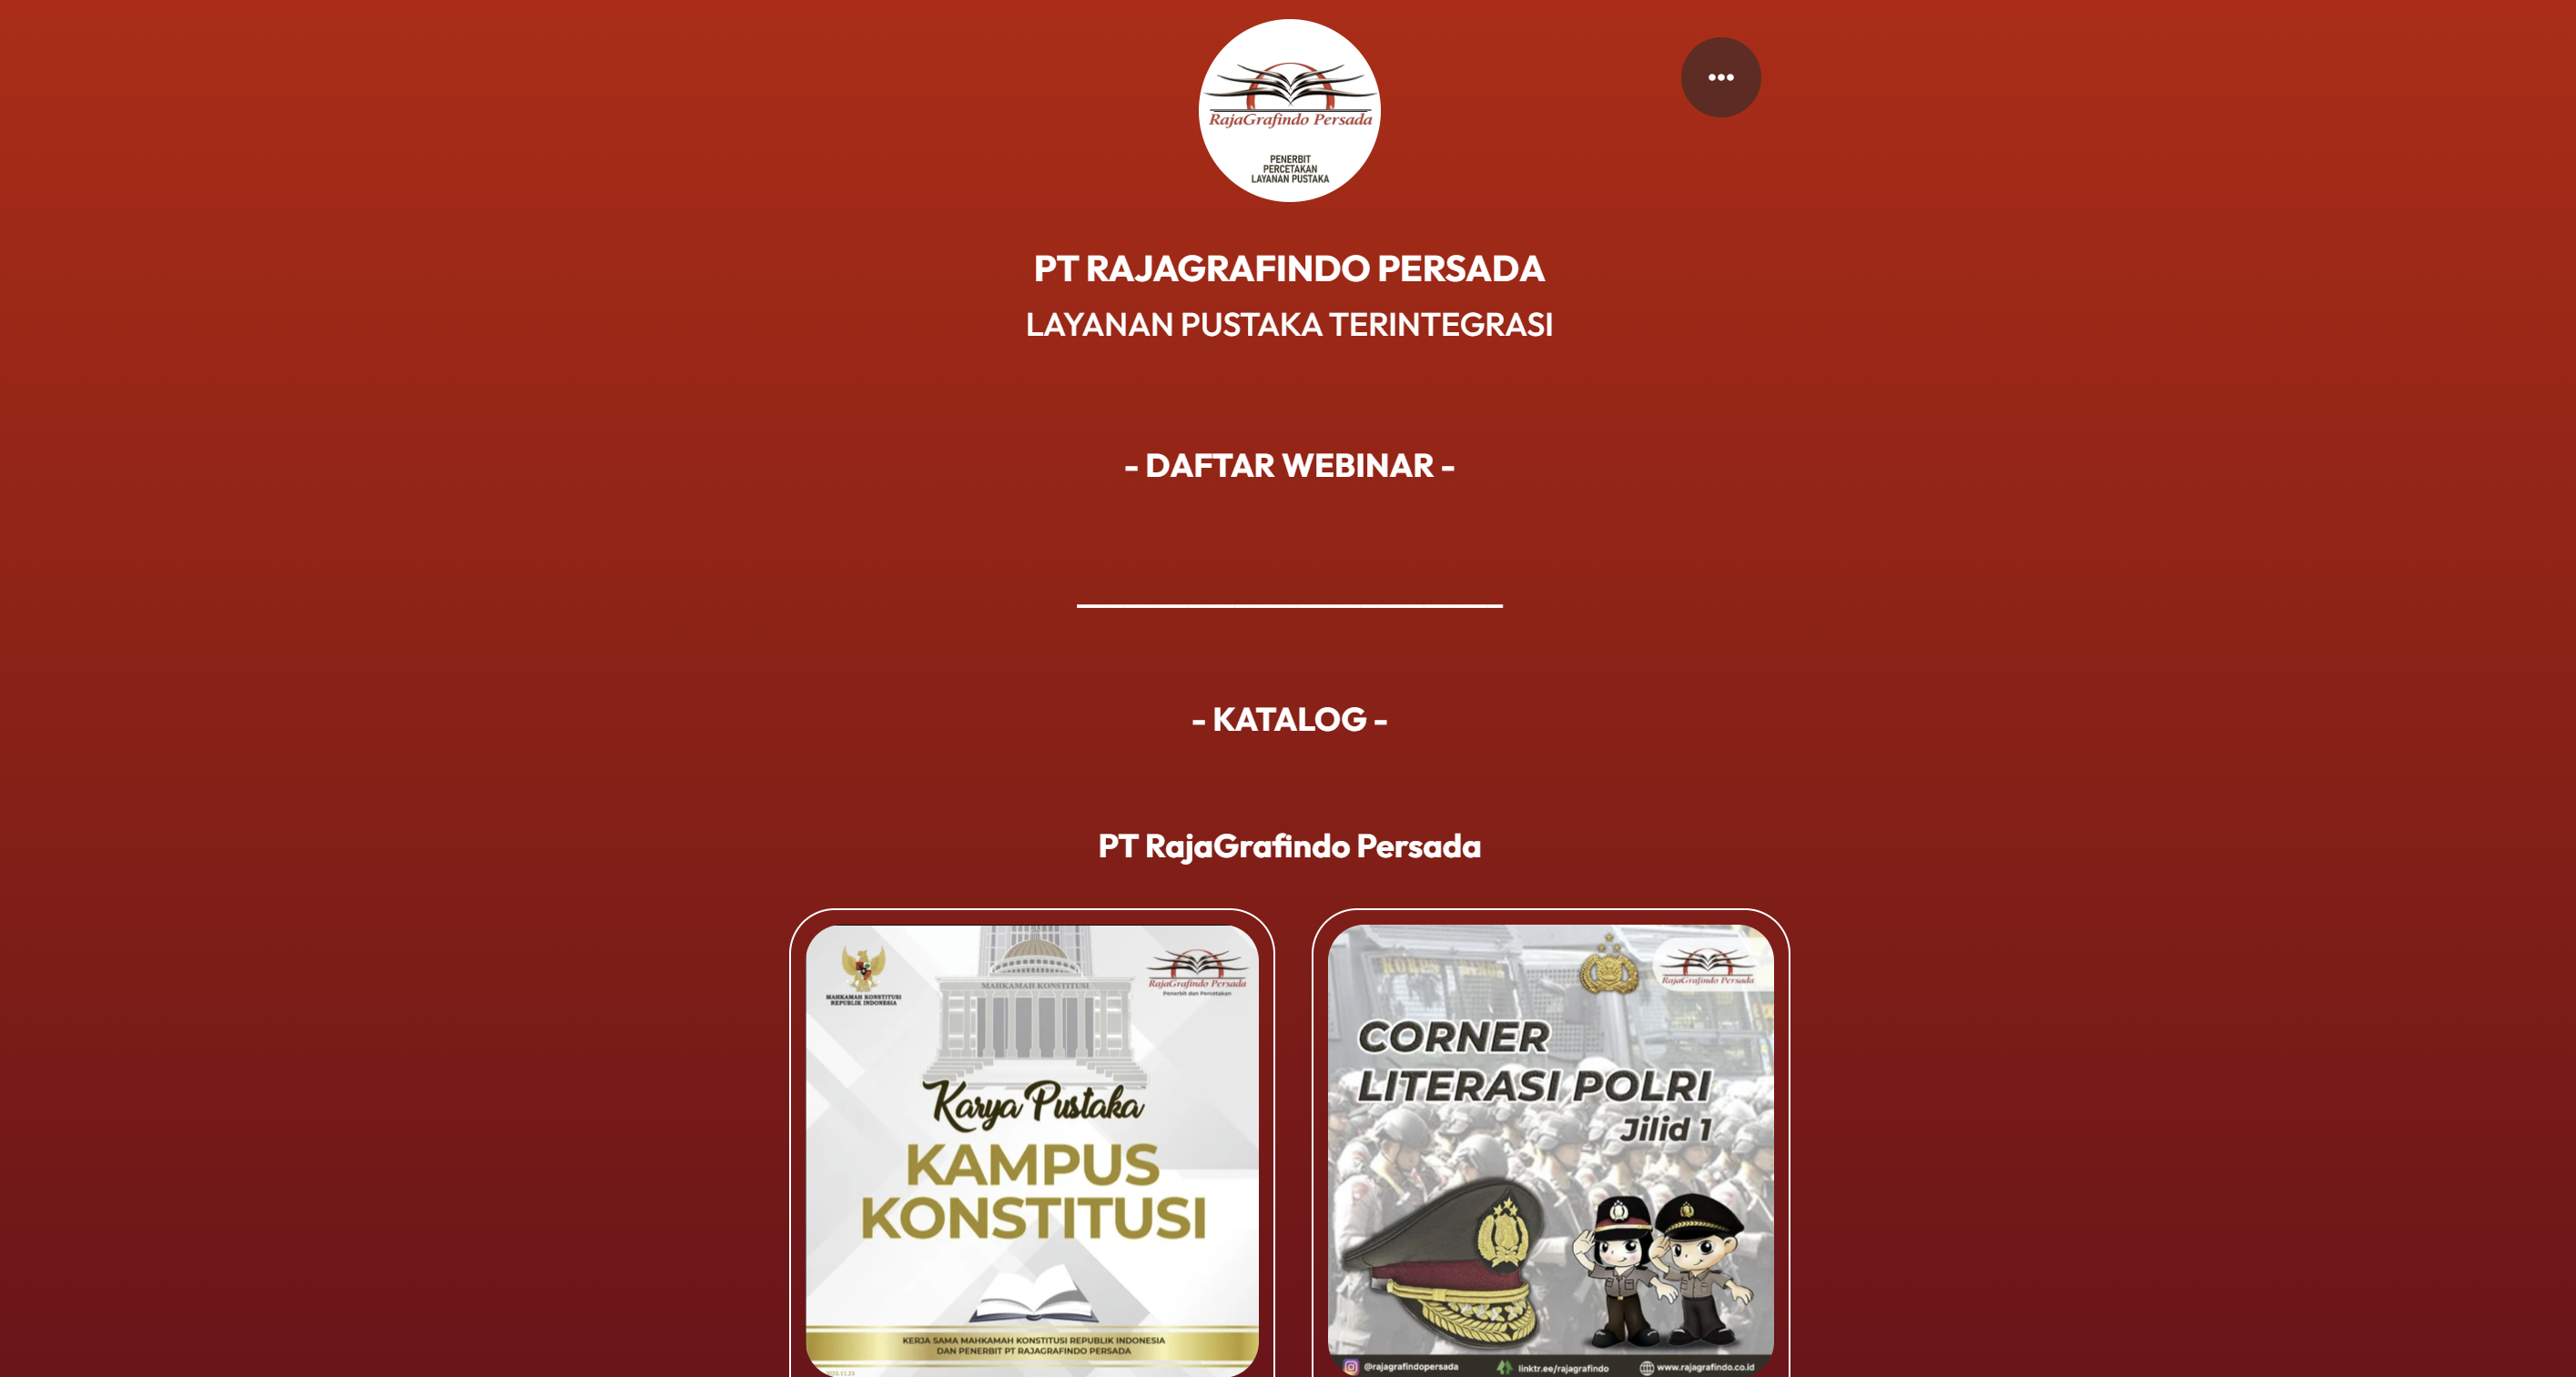 RajaGrafindo Persada
PENERBIT
PERCETAKAN
LAYANAN PUSTAKA
PT RAJAGRAFINDO PERSADA
LAYANAN PUSTAKA TERINTEGRASI
- DAFTAR WEBINAR -
- KATALOG -
PT RajaGrafindo Persada
MAHKAMAH KONSTITUSI
REPUBLIK INDONESIA
MAHKAMAH KONSTITUSI
RajaGrafindo Persada
Penerbit dan Percetakan
Karya Pustaka
KAMPUS
KONSTITUSI
KERJA SAMA MAHKAMAH KONSTITUSI REPUBLIK INDONESIA
DAN PENERBIT PT RAJAGRAFINDO PERSADA
RajaGrafindo Persada
CORNER
LITERASI POLRI
Jilid 1
@rajagrafindopersada
linktr.ee/rajagrafindo
www.rajagrafindo.co.id